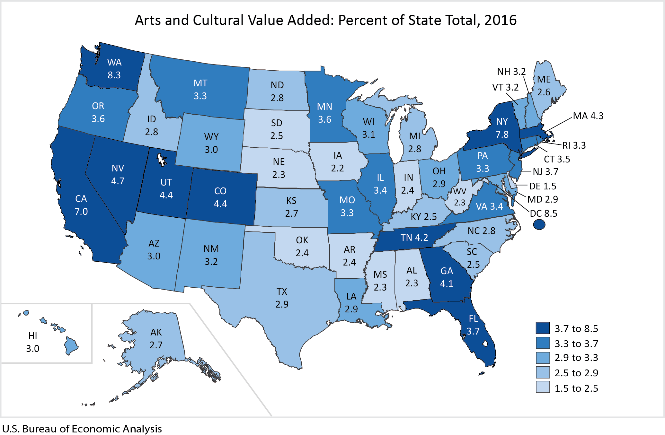 Arts and Cultural Value Added: Percent of State Total, 2016
WA
8.3
OR
3.6
CA
7.0
NV
4.7
ID
2.8
MT
3.3
WY
3.0
UT
4.4
CO
4.4
AZ
3.0
NM
3.2
ND
2.8
SD
2.5
NE
2.3
KS
2.7
OK
2.4
TX
2.9
MN
3.6
IA
2.2
MO
3.3
AR
2.4
LA
2.9
WI
3.1
IL
3.4
MI
2.8
IN
2.4
OH
2.9
KY 2.5
TN 4.2
MS
2.3
AL
2.3
GA
4.1
FL
3.7
SC
2.5
NC 2.8
VA 3.4
WV
2.3
PA
3.3
NY
7.8
NH 3.2
VT 3.2
ME
2.6
MA 4.3
RI 3.3
CT 3.5
NJ 3.7
DE 1.5
MD 2.9
DC 8.5
HI
3.0
AK
2.7
3.7 to 8.5
3.3 to 3.7
2.9 to 3.3
2.5 to 2.9
1.5 to 2.5
U.S. Bureau of Economic Analysis